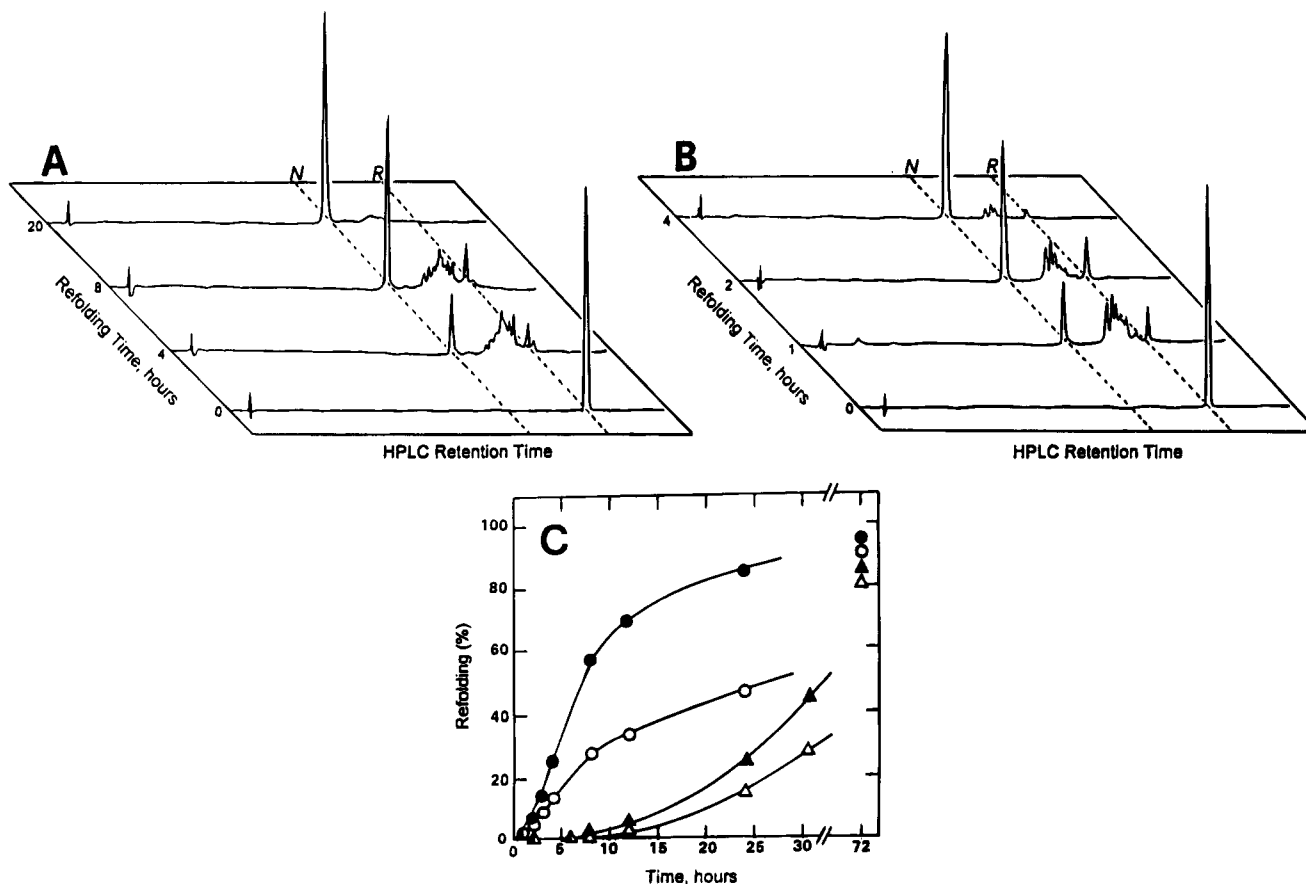 A
N
R
20
8
4
0
Refolding Time, hours
HPLC Retention Time
B
N
R
4
2
1
0
Refolding Time, hours
HPLC Retention Time
C
100
80
60
40
20
0
Refolding (%)
0 5 10 15 20 25 30 72
Time, hours